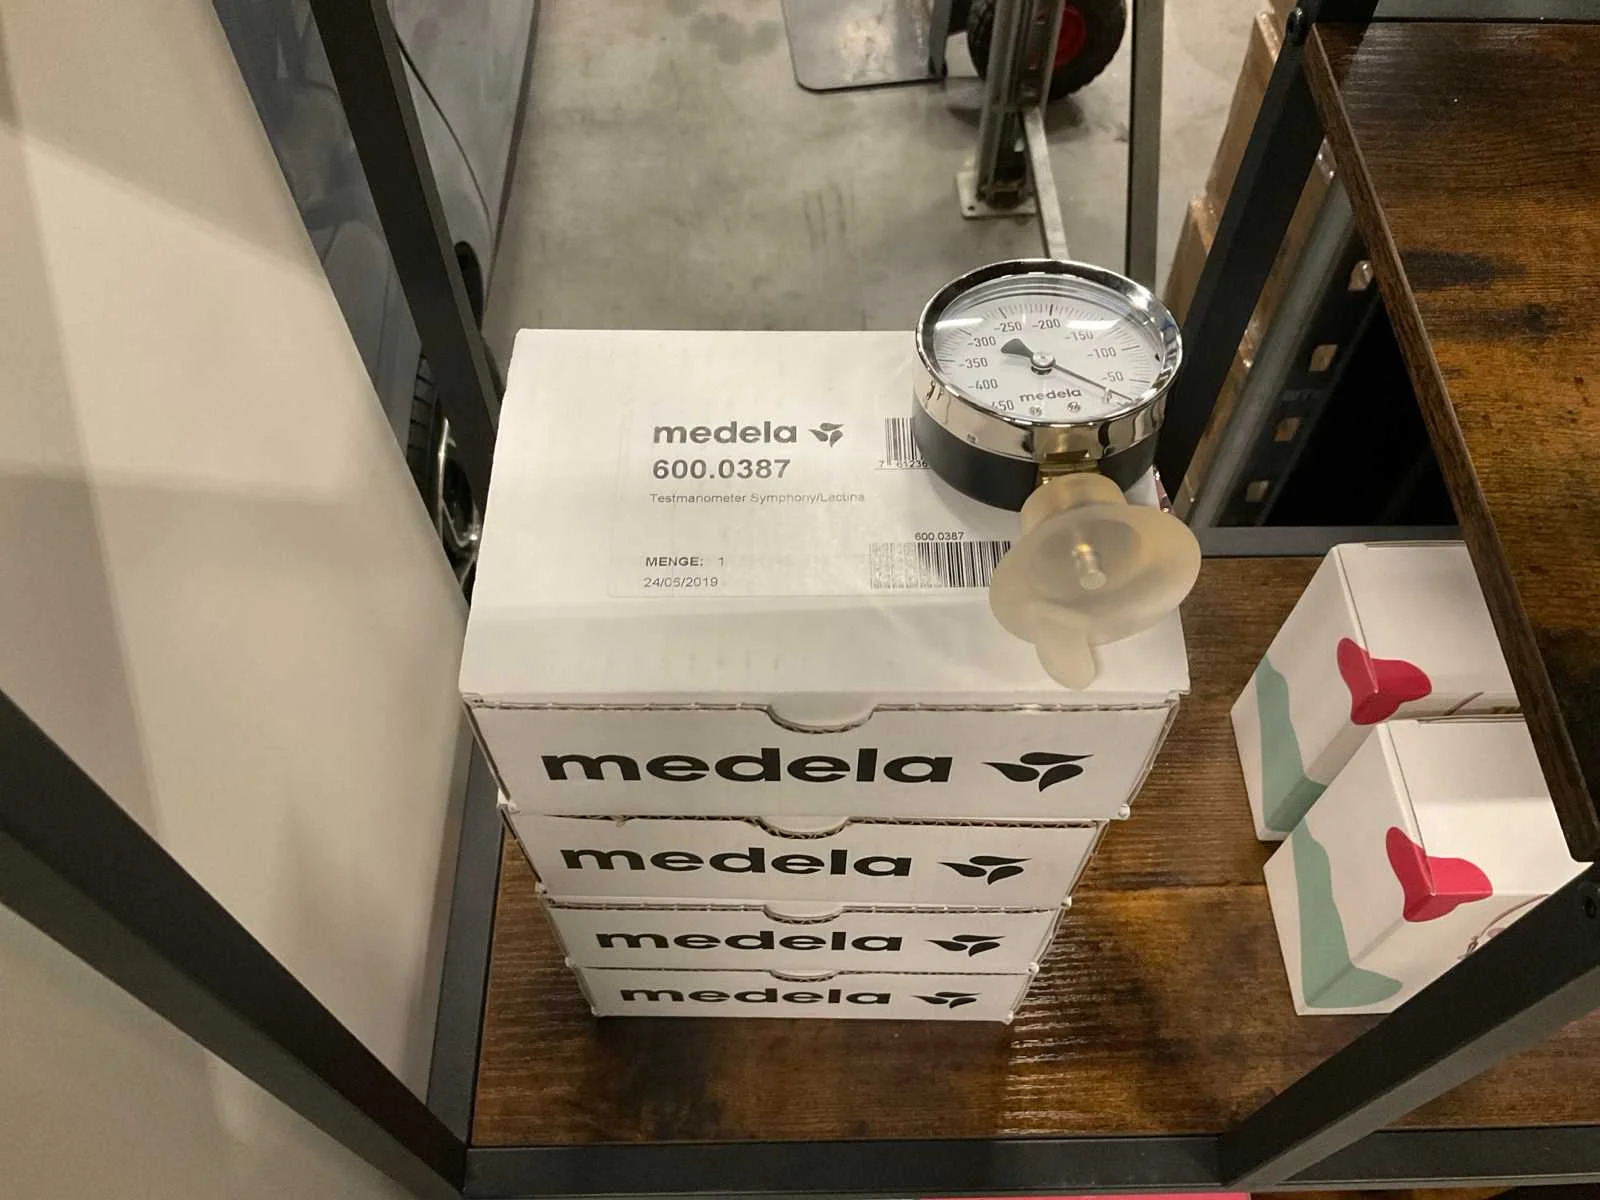 -250 -200
-300 -150
-350 -100
-400 -50
medela
medela
600.0387
Testmanometer Symphony/Lectina
MENGE: 1
24/05/2019
600.0387
medela
medela
medela
medela